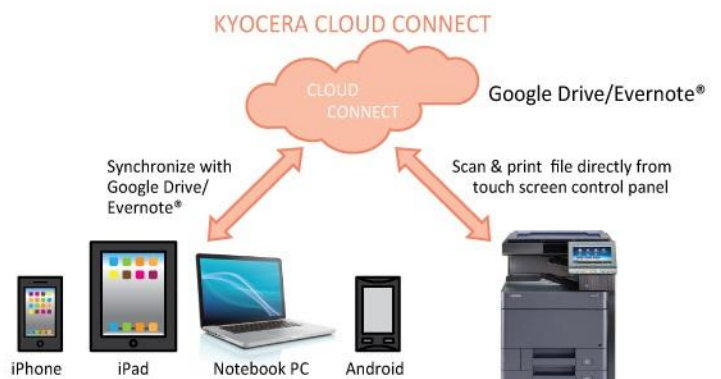 KYOCERA CLOUD CONNECT
CLOUD
CONNECT
Google Drive/Evernote®
Synchronize with
Google Drive/
Evernote®
Scan & print file directly from
touch screen control panel
iPhone
iPad
Notebook PC
Android